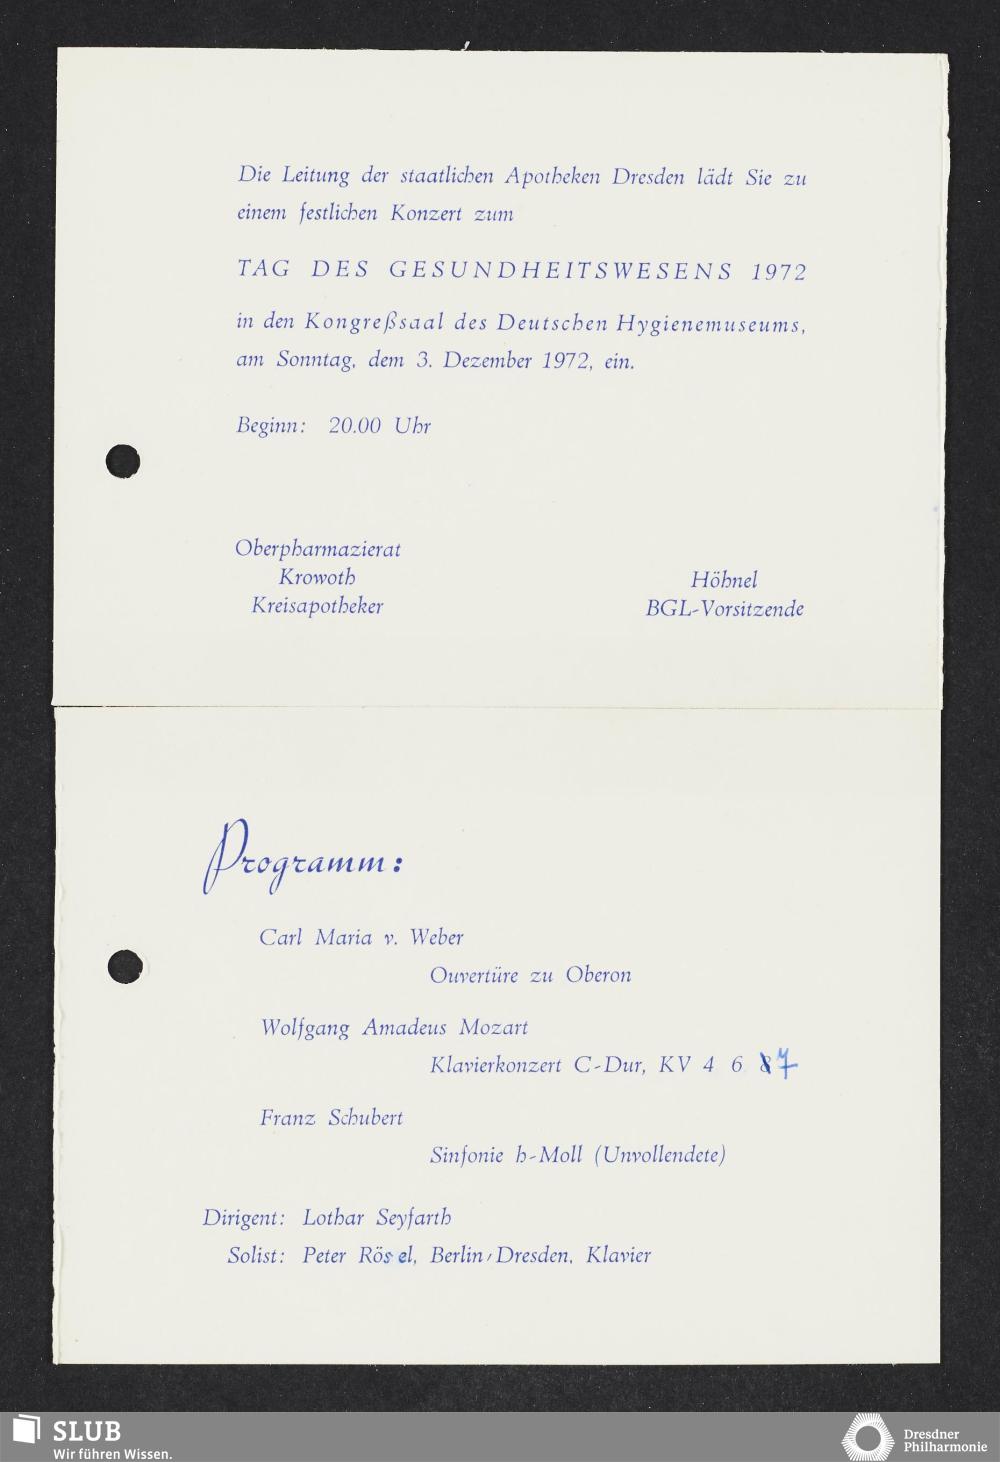 Die Leitung der staatlichen Apotheken Dresden lädt Sie zu
einem festlichen Konzert zum
TAG DES GESUNDHEITSWESENS 1972
in den Kongreßsaal des Deutschen Hygienemuseums,
am Sonntag, dem 3. Dezember 1972, ein.
Beginn: 20.00 Uhr
Oberpharmazierat
Krowoth
Kreisapotheker
Höhnel
BGL-Vorsitzende
Programm:
Carl Maria v. Weber
Ouvertüre zu Oberon
Wolfgang Amadeus Mozart
Klavierkonzert C-Dur, KV 4 6 7
Franz Schubert
Sinfonie h-Moll (Unvollendete)
Dirigent: Lothar Seyfarth
Solist: Peter Rösel, Berlin/Dresden, Klavier
SLUB
Wir führen Wissen.
Dresdner
Philharmonie